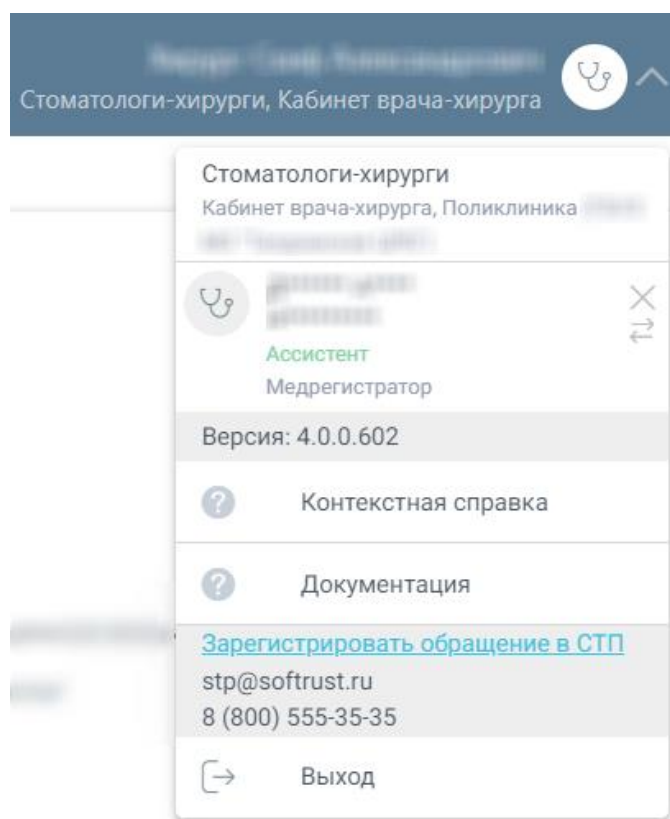 Стоматологи-хирурги, Кабинет врача-хирурга
Стоматологи-хирурги
Кабинет врача-хирурга, Поликлиника
Ассистент
Медрегистратор
Версия: 4.0.0.602
Контекстная справка
Документация
Зарегистрировать обращение в СТП
stp@softrust.ru
8 (800) 555-35-35
Выход